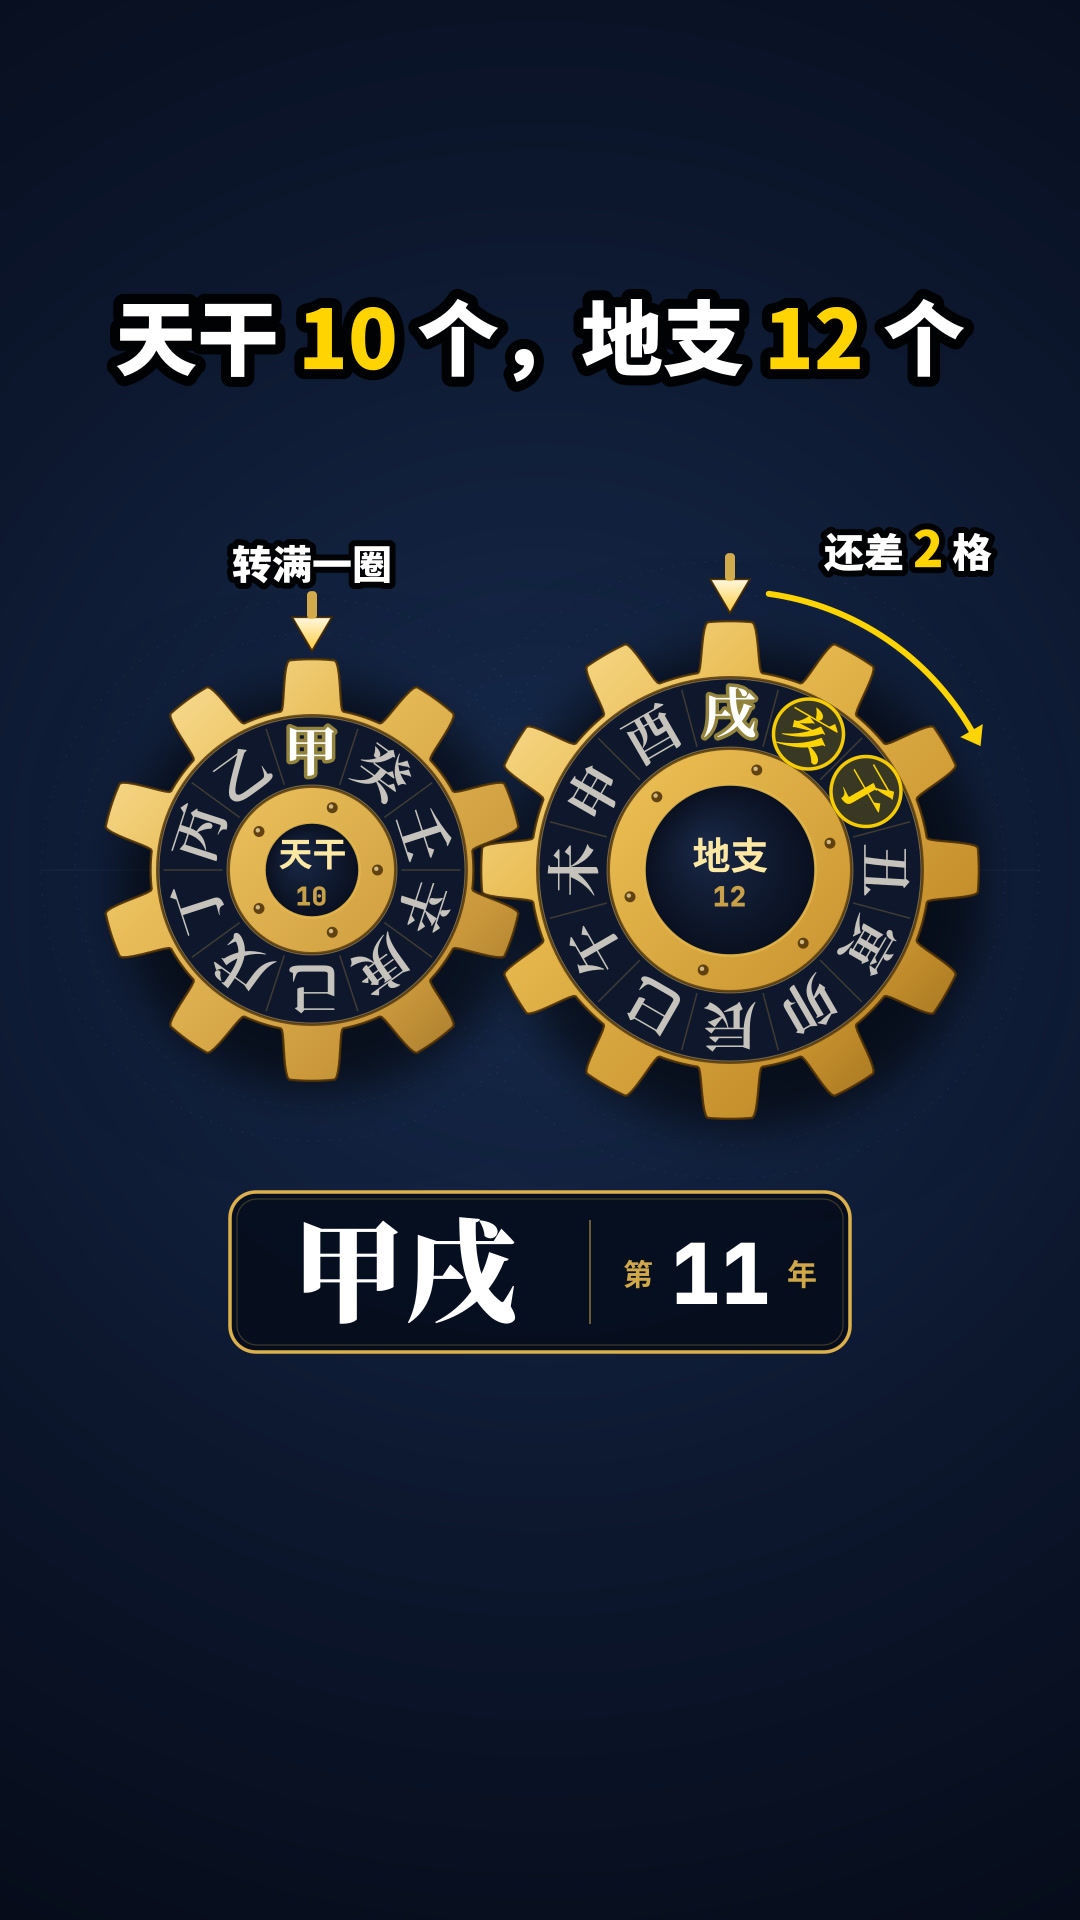 天干 10 个，地支 12 个
转满一圈
还差 2 格
甲
癸
壬
辛
庚
己
戊
丁
丙
乙
天干
10
戌
亥
子
丑
寅
卯
辰
巳
午
未
申
酉
地支
12
甲戌
第 11 年